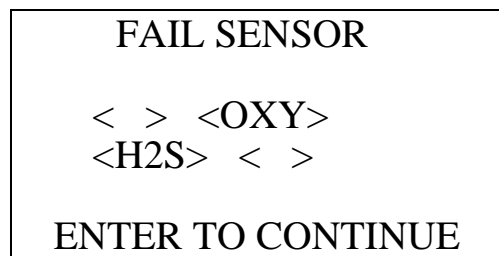 FAIL SENSOR
< > <OXY>
<H2S> < >
ENTER TO CONTINUE